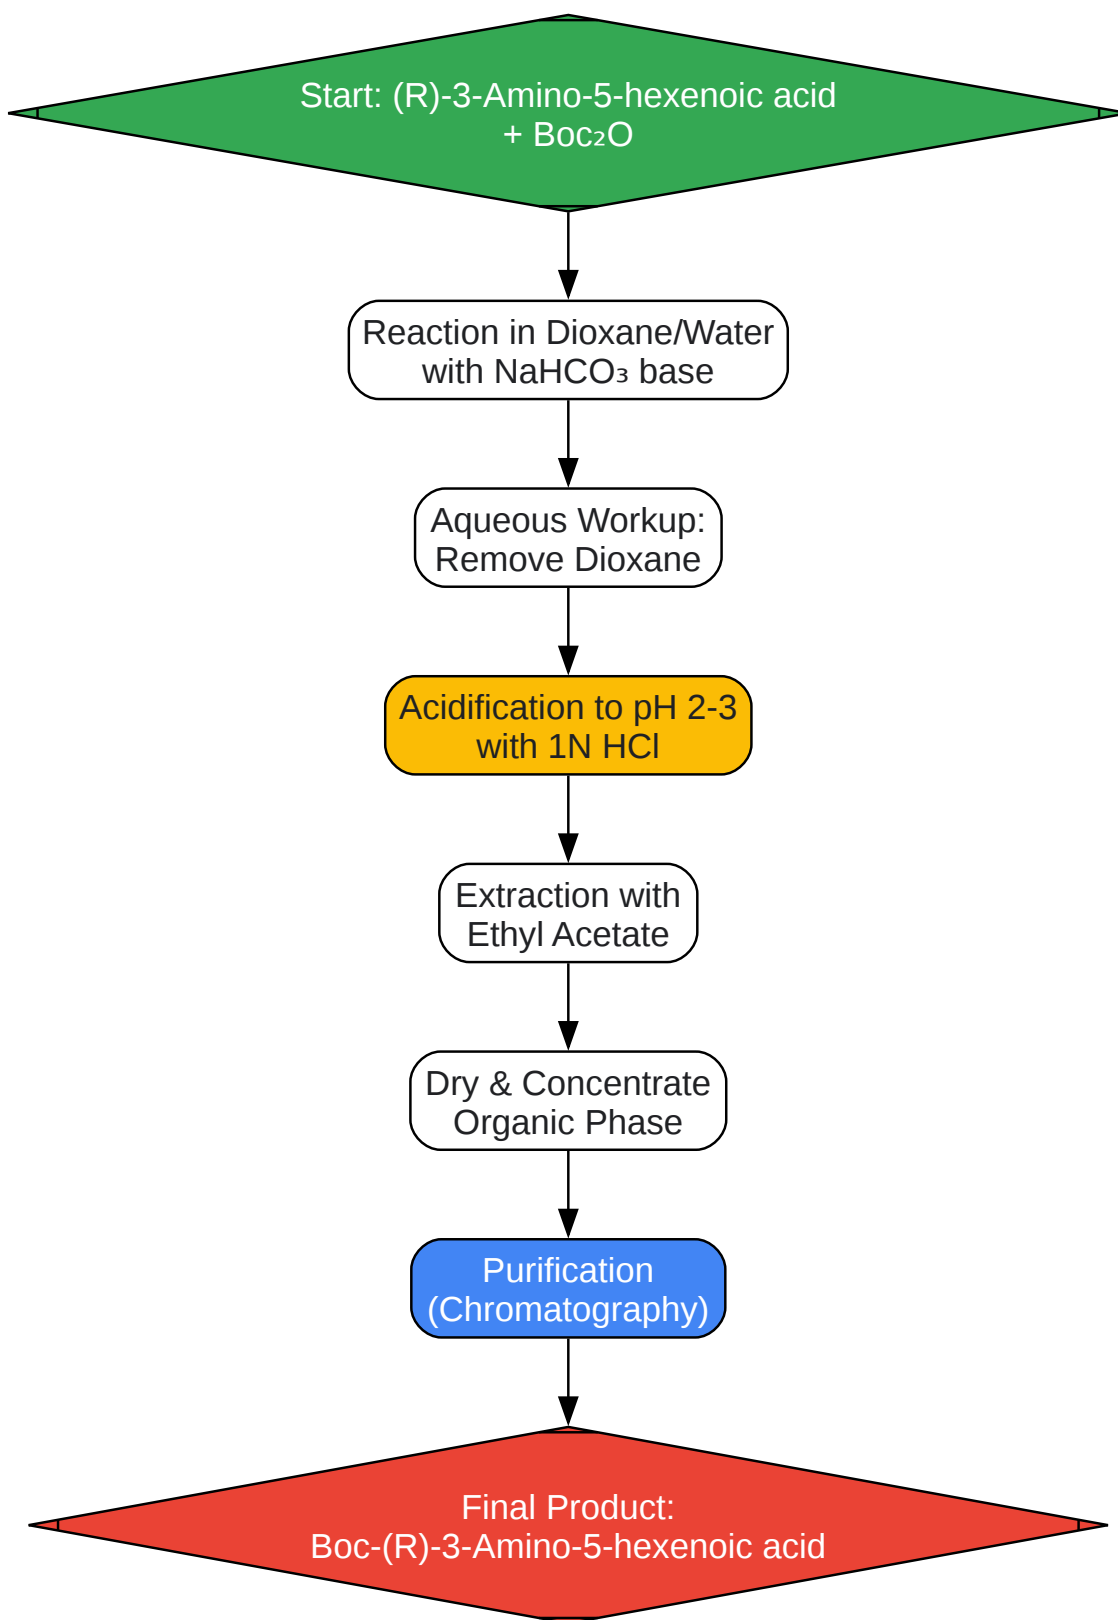 Start: (R)-3-Amino-5-hexenoic acid
+ Boc₂O
Reaction in Dioxane/Water
with NaHCO₃ base
Aqueous Workup:
Remove Dioxane
Acidification to pH 2-3
with 1N HCl
Extraction with
Ethyl Acetate
Dry & Concentrate
Organic Phase
Purification
(Chromatography)
Final Product:
Boc-(R)-3-Amino-5-hexenoic acid